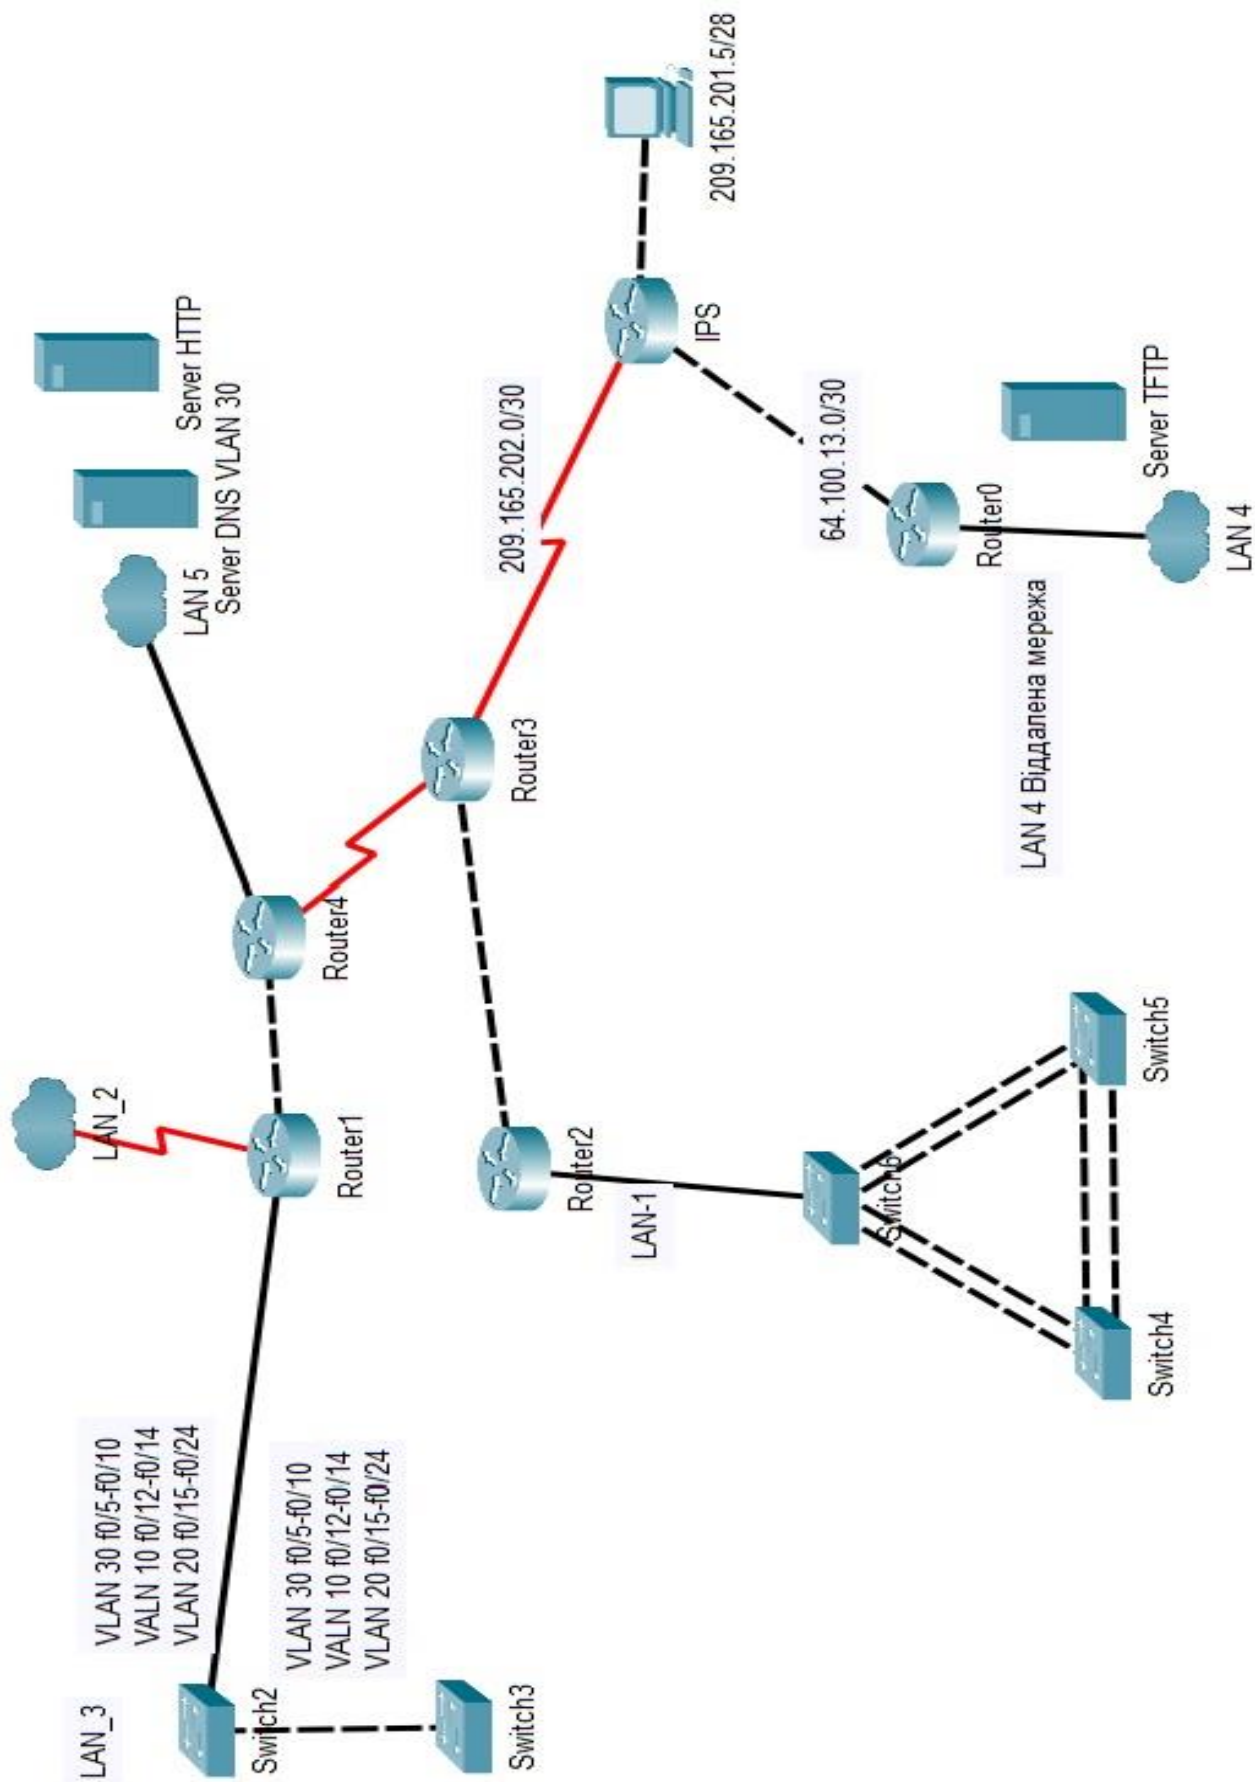 LAN_3
VLAN 30 f0/5-f0/10
VALN 10 f0/12-f0/14
VLAN 20 f0/15-f0/24
Switch2
VLAN 30 f0/5-f0/10
VALN 10 f0/12-f0/14
VLAN 20 f0/15-f0/24
Switch3
LAN_2
Router1
Router4
LAN 5
Server DNS VLAN 30
Server HTTP
Router2
LAN-1
Switch6
Switch4
Switch5
Router3
209.165.202.0/30
IPS
209.165.201.5/28
64.100.13.0/30
Router0
LAN 4 Віддалена мережа
Server TFTP
LAN 4